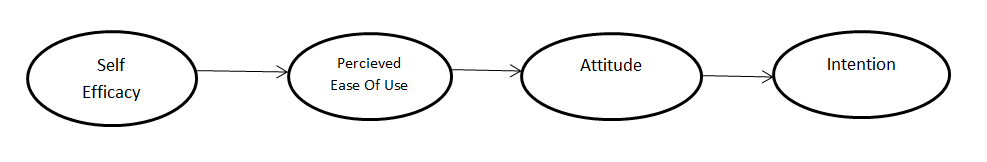 Self
Efficacy
Percieved
Ease Of Use
Attitude
Intention